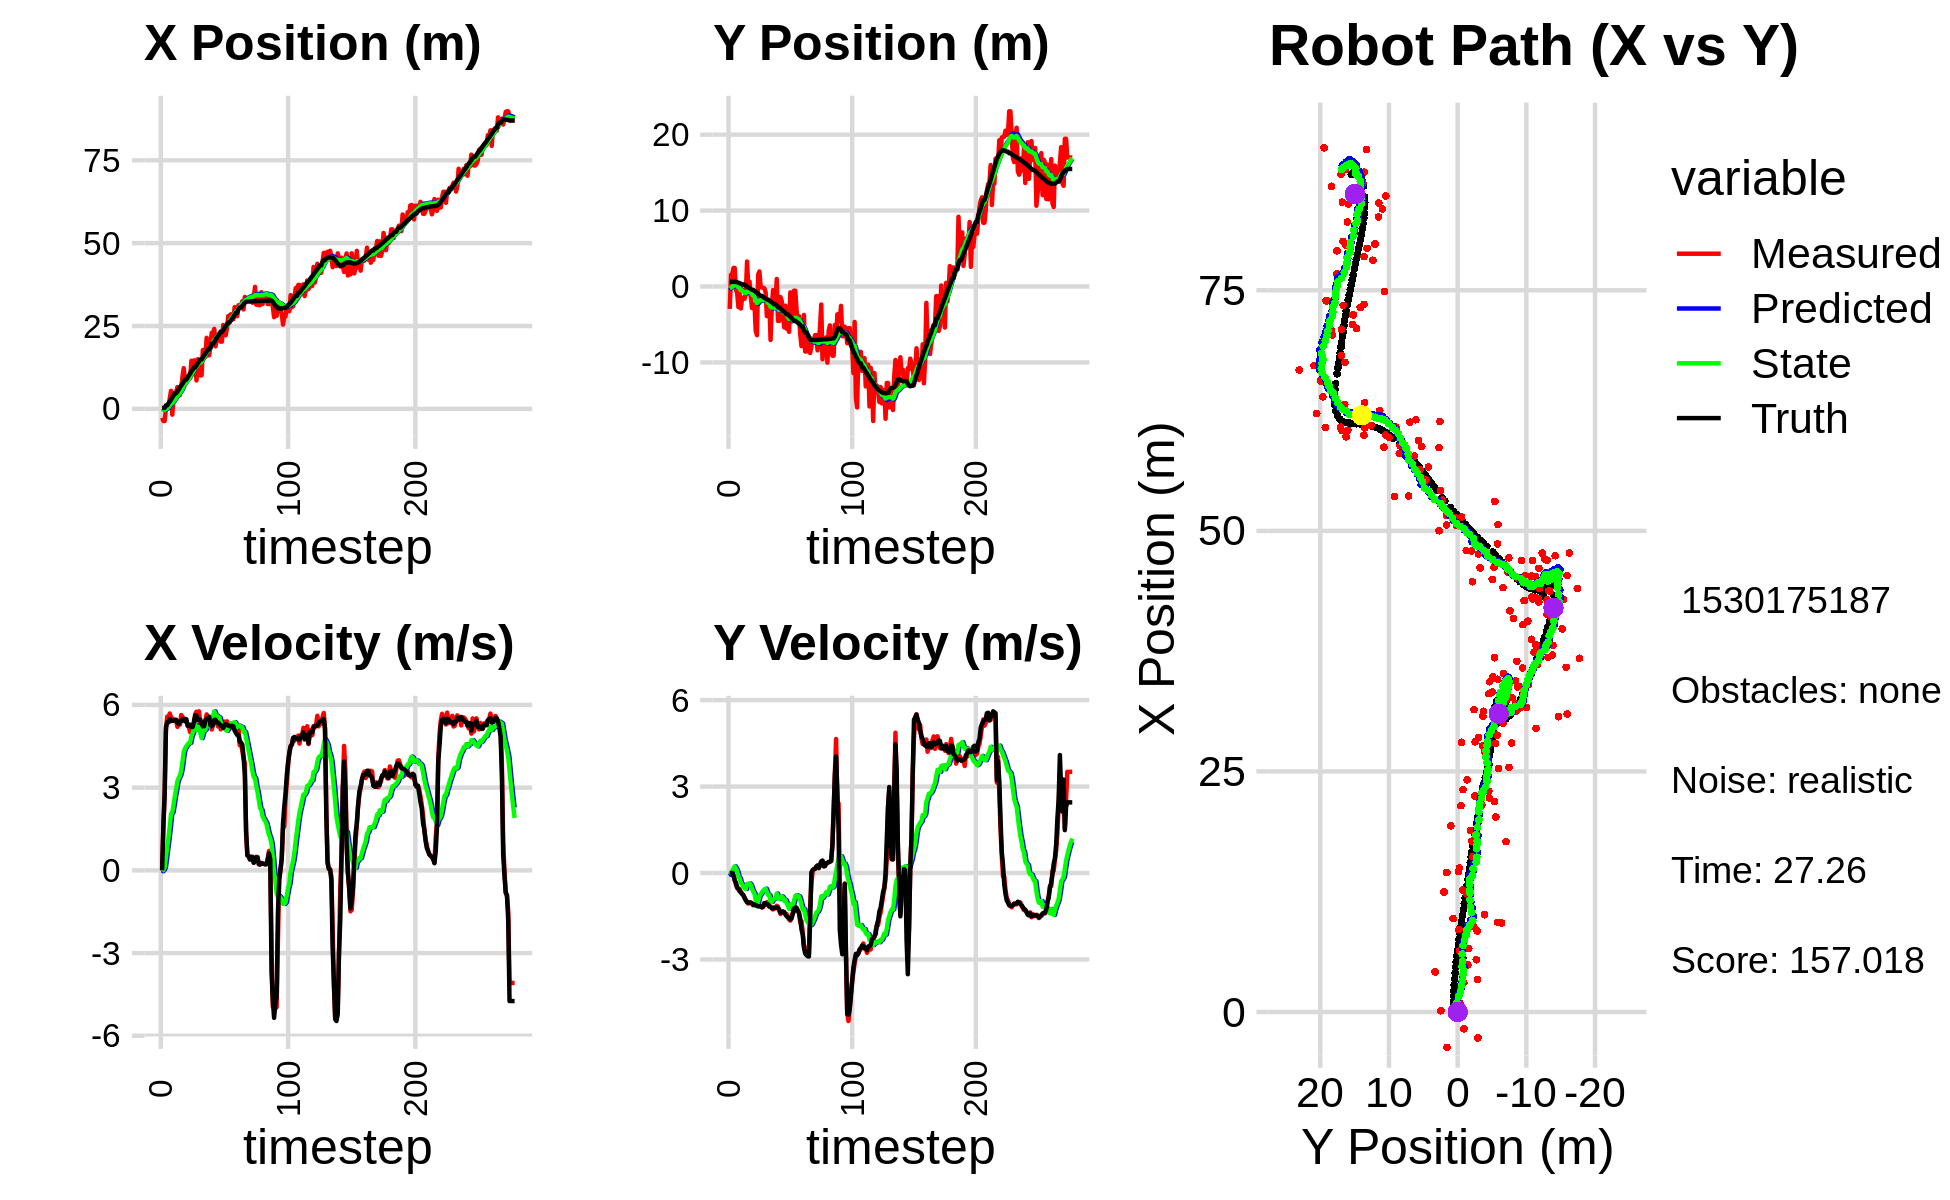 X Position (m)
75
50
25
0
0
100
200
timestep
Y Position (m)
20
10
0
-10
0
100
200
timestep
X Velocity (m/s)
6
3
0
-3
-6
0
100
200
timestep
Y Velocity (m/s)
6
3
0
-3
0
100
200
timestep
Robot Path (X vs Y)
X Position (m)
75
50
25
0
20 10 0 -10 -20
Y Position (m)
variable
Measured
Predicted
State
Truth
1530175187
Obstacles: none
Noise: realistic
Time: 27.26
Score: 157.018